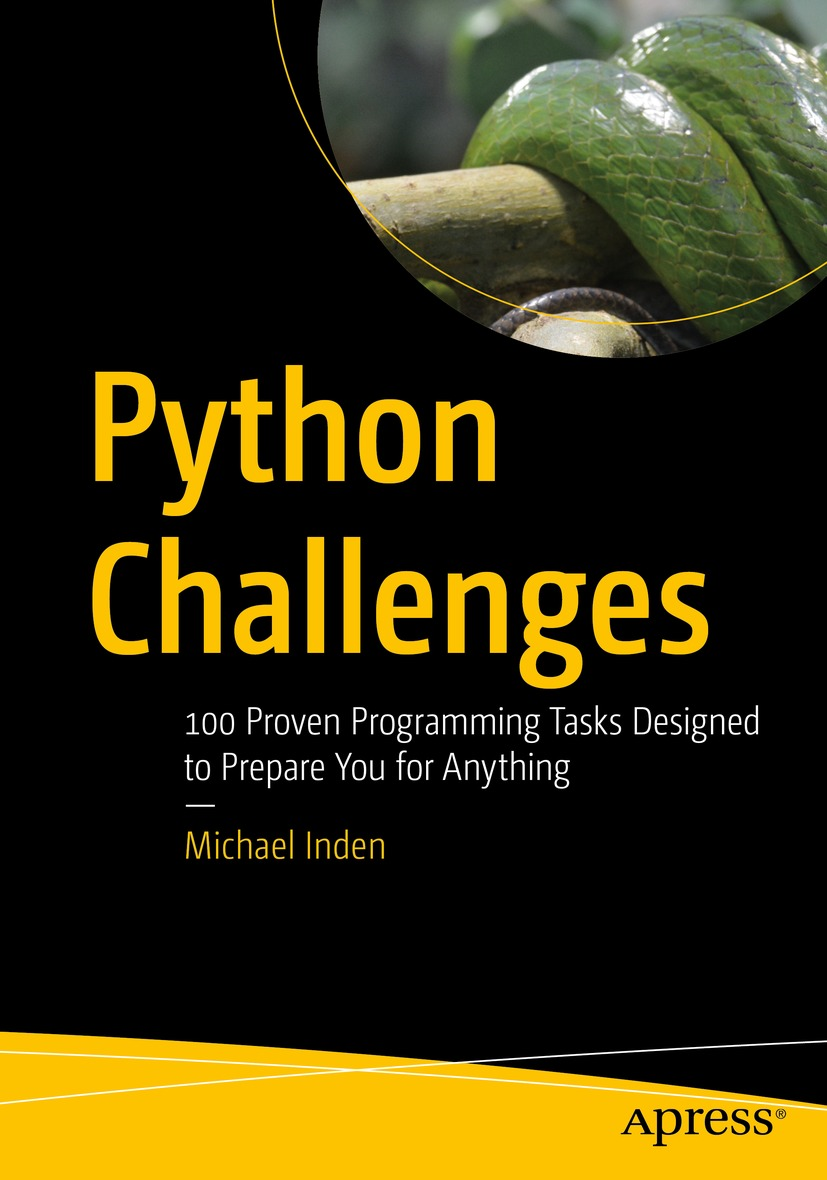 Python
Challenges
100 Proven Programming Tasks Designed
to Prepare You for Anything
—
Michael Inden
Apress®